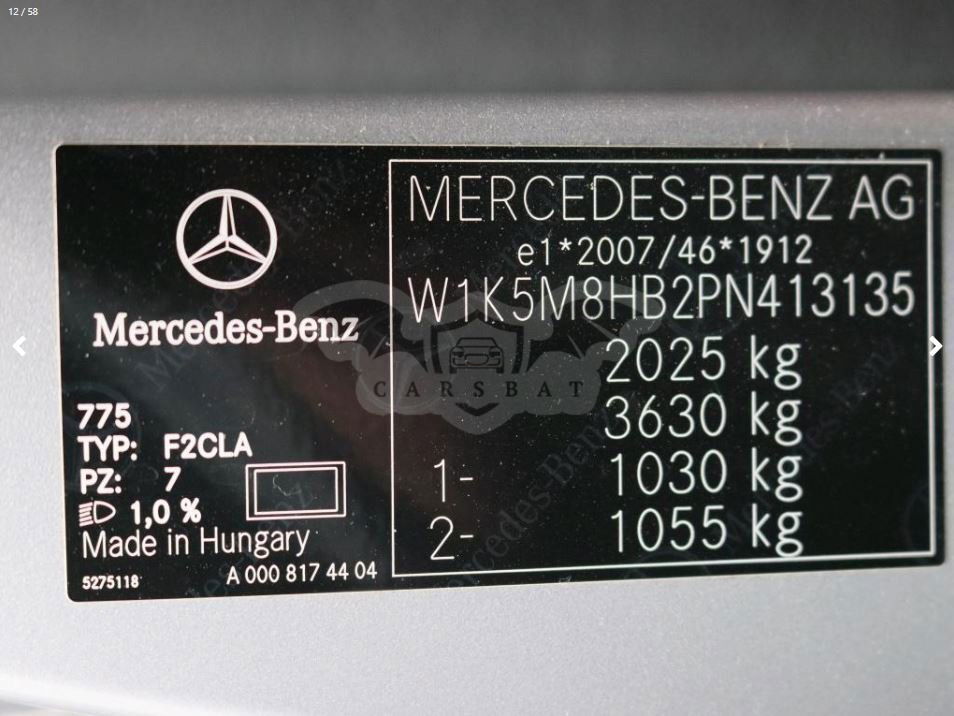 12 / 58
Mercedes-Benz
775
TYP: F2CLA
PZ: 7
1,0 %
Made in Hungary
5275118
A 000 817 44 04
MERCEDES-BENZ AG
e1*2007/46*1912
W1K5M8HB2PN413135
2025 kg
3630 kg
1- 1030 kg
2- 1055 kg
CARSBAT